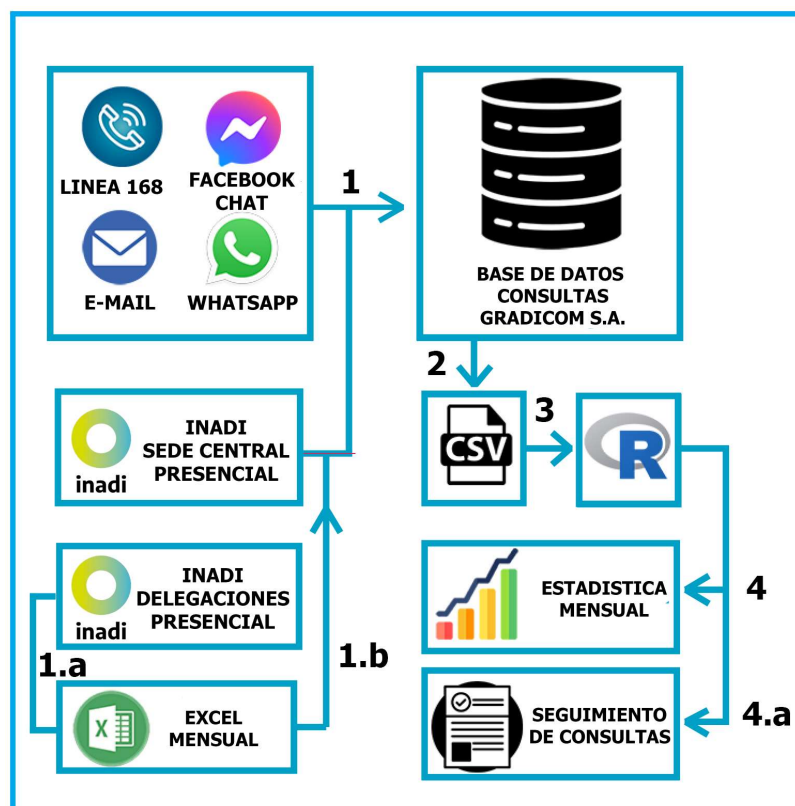 LINEA 168
FACEBOOK
CHAT
E-MAIL
WHATSAPP
1
BASE DE DATOS
CONSULTAS
GRADICOM S.A.
2
CSV
3
R
inadi
INADI
SEDE CENTRAL
PRESENCIAL
inadi
INADI
DELEGACIONES
PRESENCIAL
1.a
1.b
X
EXCEL
MENSUAL
ESTADISTICA
MENSUAL
4
SEGUIMIENTO
DE CONSULTAS
4.a